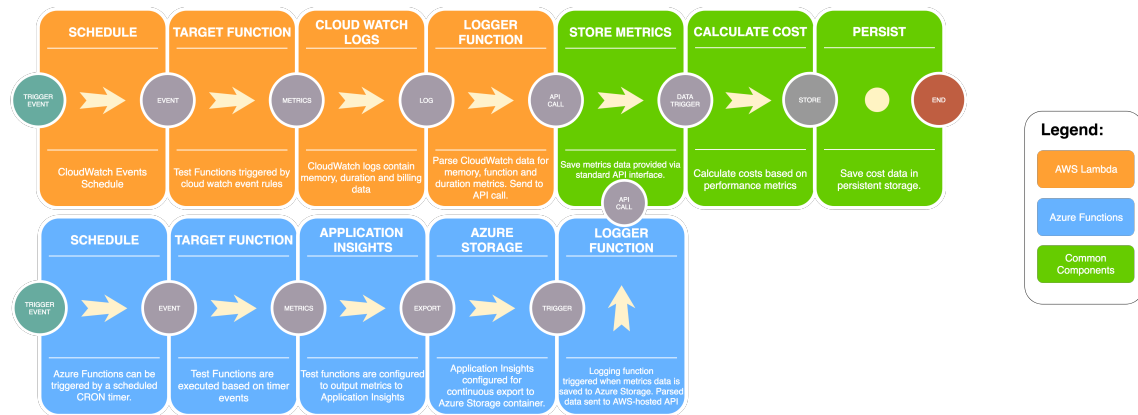 SCHEDULE
TARGET FUNCTION
CLOUD WATCH
LOGS
LOGGER
FUNCTION
STORE METRICS
CALCULATE COST
PERSIST
TRIGGER
EVENT
EVENT
METRICS
LOG
API
CALL
DATA
TRIGGER
STORE
END
CloudWatch Events
Schedule
Test Functions triggered by
cloud watch event rules
CloudWatch logs contain
memory, duration and billing
data
Parse CloudWatch data for
memory, function and
duration metrics. Send to
API call.
Save metrics data provided via
standard API interface.
Calculate costs based on
performance metrics
Save cost data in
persistent storage.
API
CALL
SCHEDULE
TARGET FUNCTION
APPLICATION
INSIGHTS
AZURE
STORAGE
LOGGER
FUNCTION
TRIGGER
EVENT
EVENT
METRICS
EXPORT
TRIGGER
Azure Functions can be
triggered by a scheduled
CRON timer.
Test Functions are
executed based on timer
events
Test functions are configured
to output metrics to
Application Insights
Application Insights
configured for
continuous export to
Azure Storage container.
Logging function
triggered when metrics data is
saved to Azure Storage. Parsed
data sent to AWS-hosted API
Legend:
AWS Lambda
Azure Functions
Common
Components